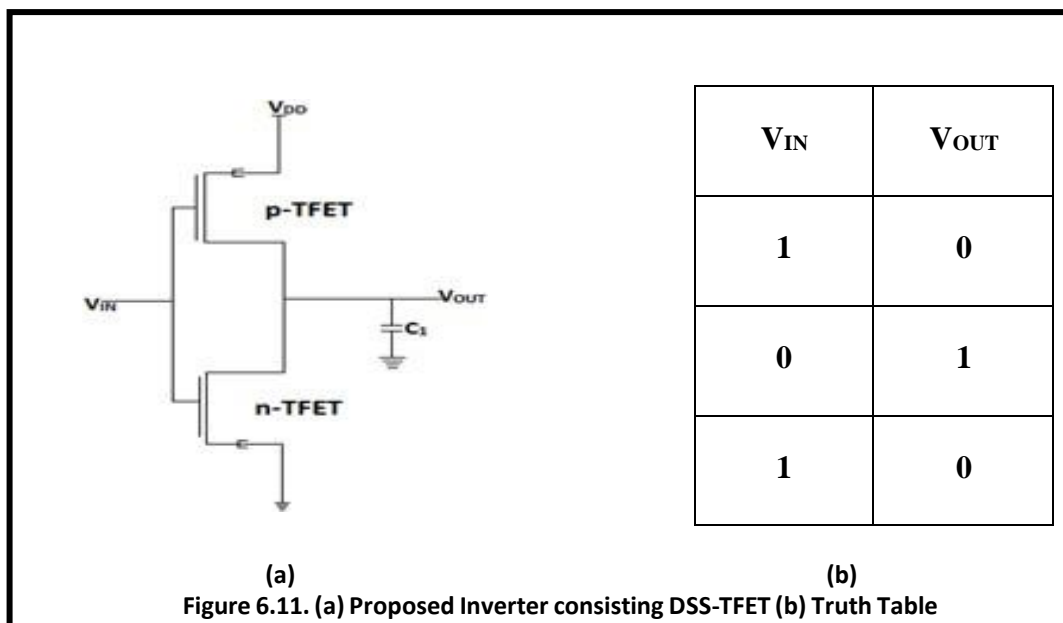 VDD
p-TFET
VIN
VOUT
C1
n-TFET
VIN VOUT
1 0
0 1
1 0
(a) (b)
Figure 6.11. (a) Proposed Inverter consisting DSS-TFET (b) Truth Table